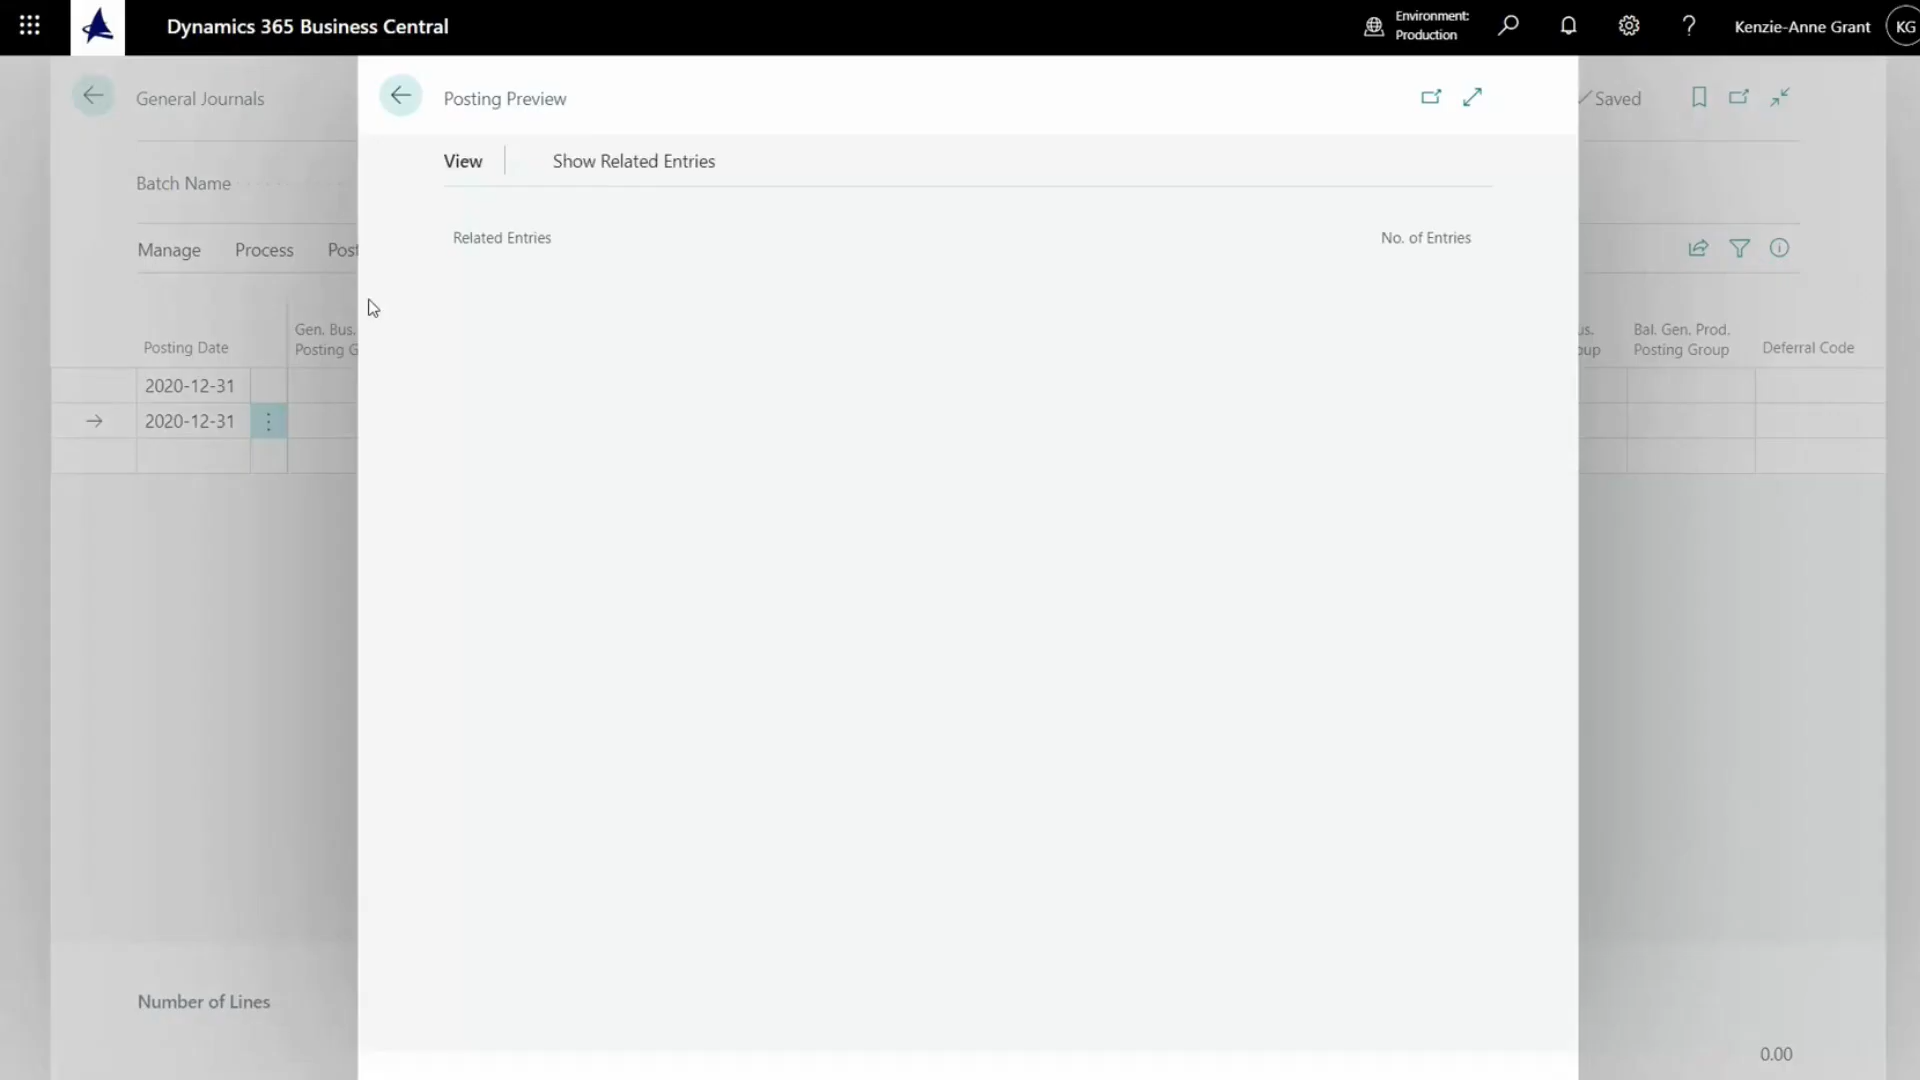 Dynamics 365 Business Central
Environment:
Production
Kenzie-Anne Grant
KG
General Journals
Posting Preview
Saved
View
Show Related Entries
Batch Name
Related Entries
No. of Entries
Manage
Process
Post
Posting Date
Gen. Bus.
Posting G
us.
oup
Bal. Gen. Prod.
Posting Group
Deferral Code
2020-12-31
2020-12-31
Number of Lines
0.00